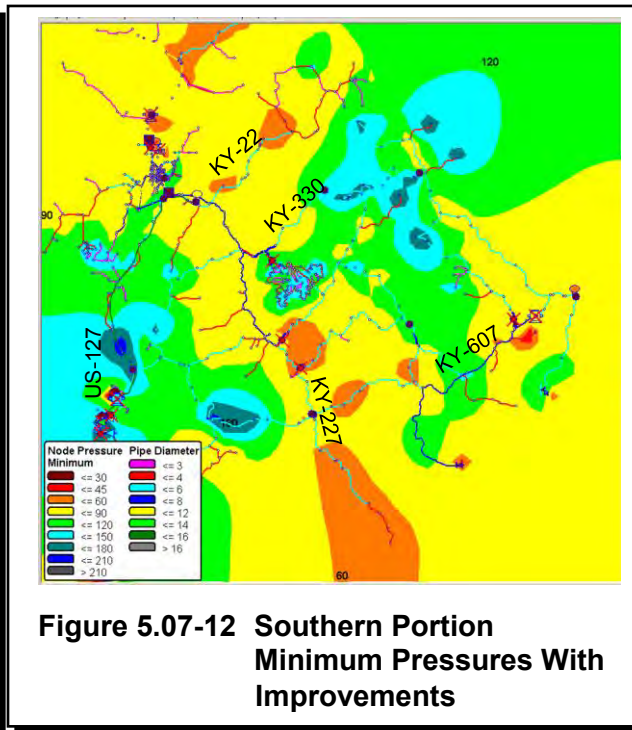 120
KY-22
KY-330
90
US-127
KY-607
KY-227
Node Pressure Minimum
<= 30
<= 45
<= 60
<= 90
<= 120
<= 150
<= 180
<= 210
> 210
Pipe Diameter
<= 3
<= 4
<= 6
<= 8
<= 12
<= 14
<= 16
> 16
60
Figure 5.07-12 Southern Portion
Minimum Pressures With
Improvements